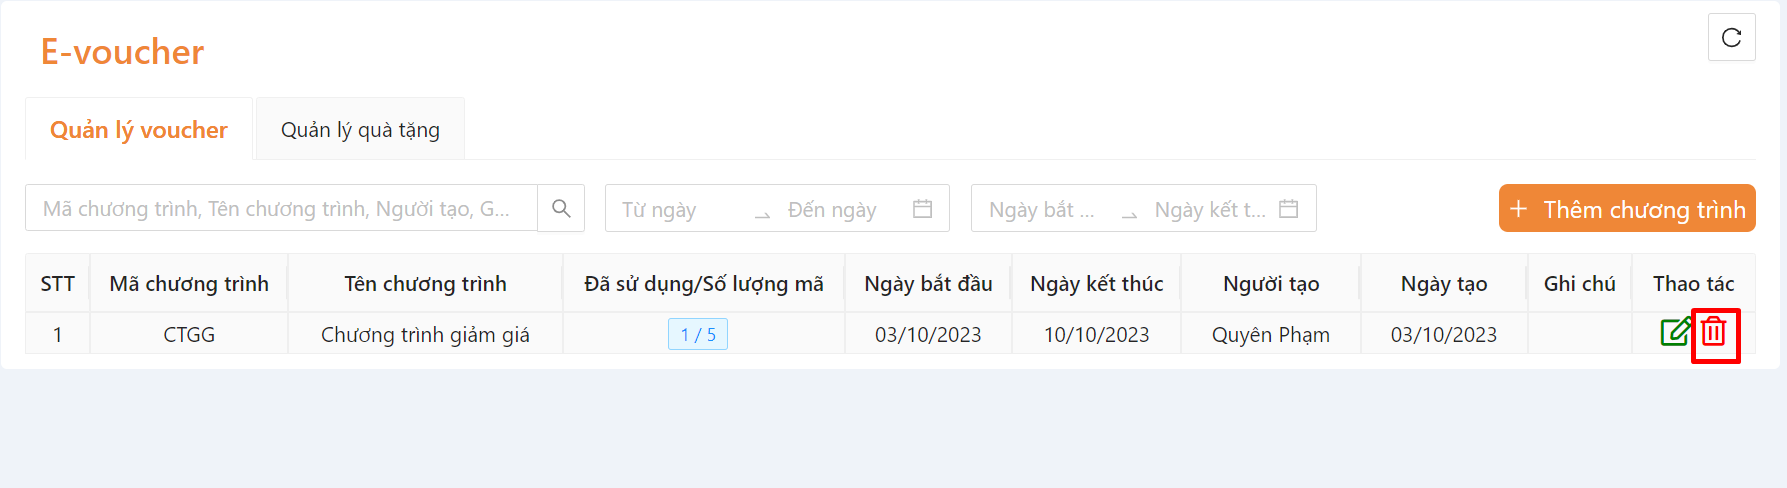 E-voucher
Quản lý voucher
Quản lý quà tặng
Mã chương trình, Tên chương trình, Người tạo, G...
Từ ngày
Đến ngày
Ngày bắt ...
Ngày kết t...
+ Thêm chương trình
STT Mã chương trình Tên chương trình Đã sử dụng/Số lượng mã Ngày bắt đầu Ngày kết thúc Người tạo Ngày tạo Ghi chú Thao tác
1 CTGG Chương trình giảm giá 1 / 5 03/10/2023 10/10/2023 Quyên Phạm 03/10/2023